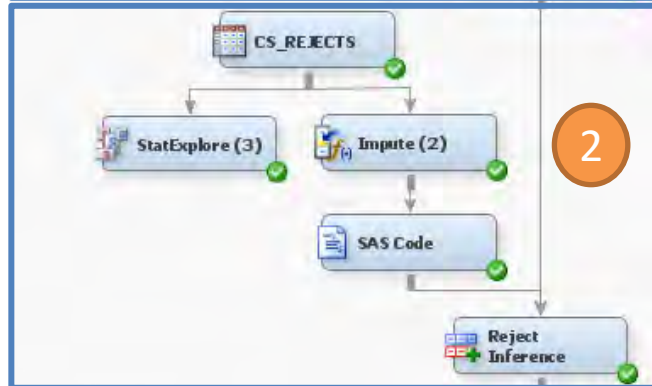 CS_REJECTS
StatExplore (3)
Impute (2)
2
SAS Code
Reject
Inference